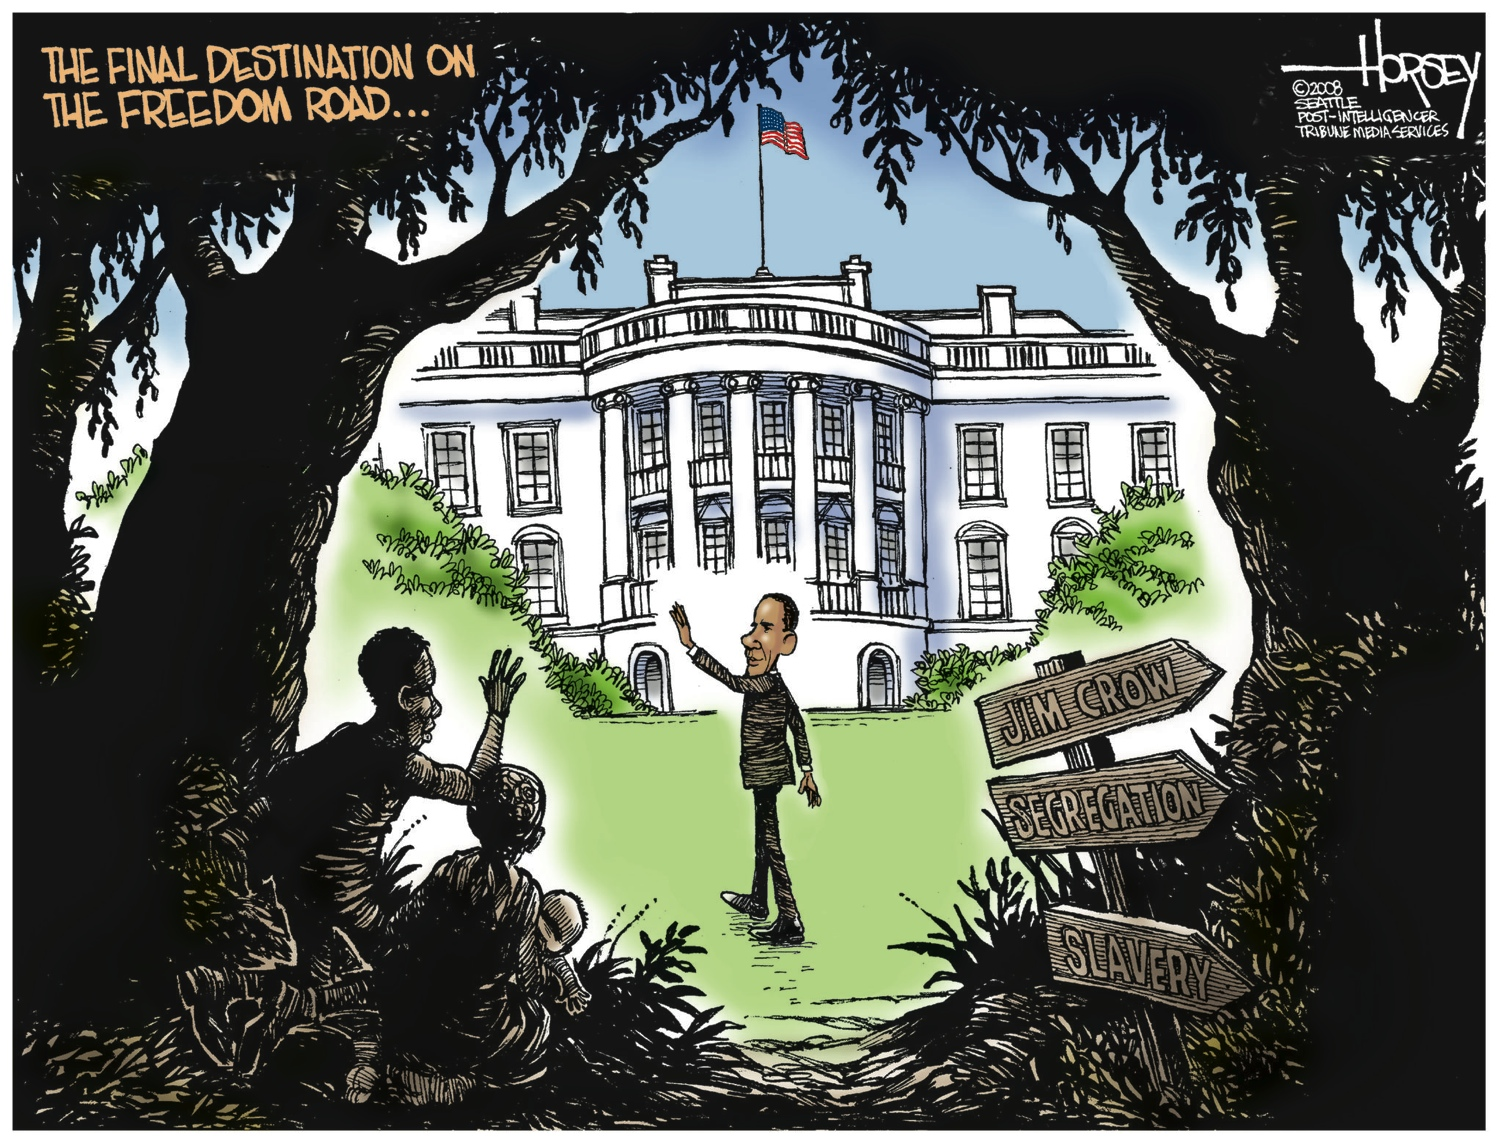 THE FINAL DESTINATION ON
THE FREEDOM ROAD...
HORSEY
©2008
SEATTLE
POST-INTELLIGENCER
TRIBUNE MEDIA SERVICES
JIM CROW
SEGREGATION
SLAVERY